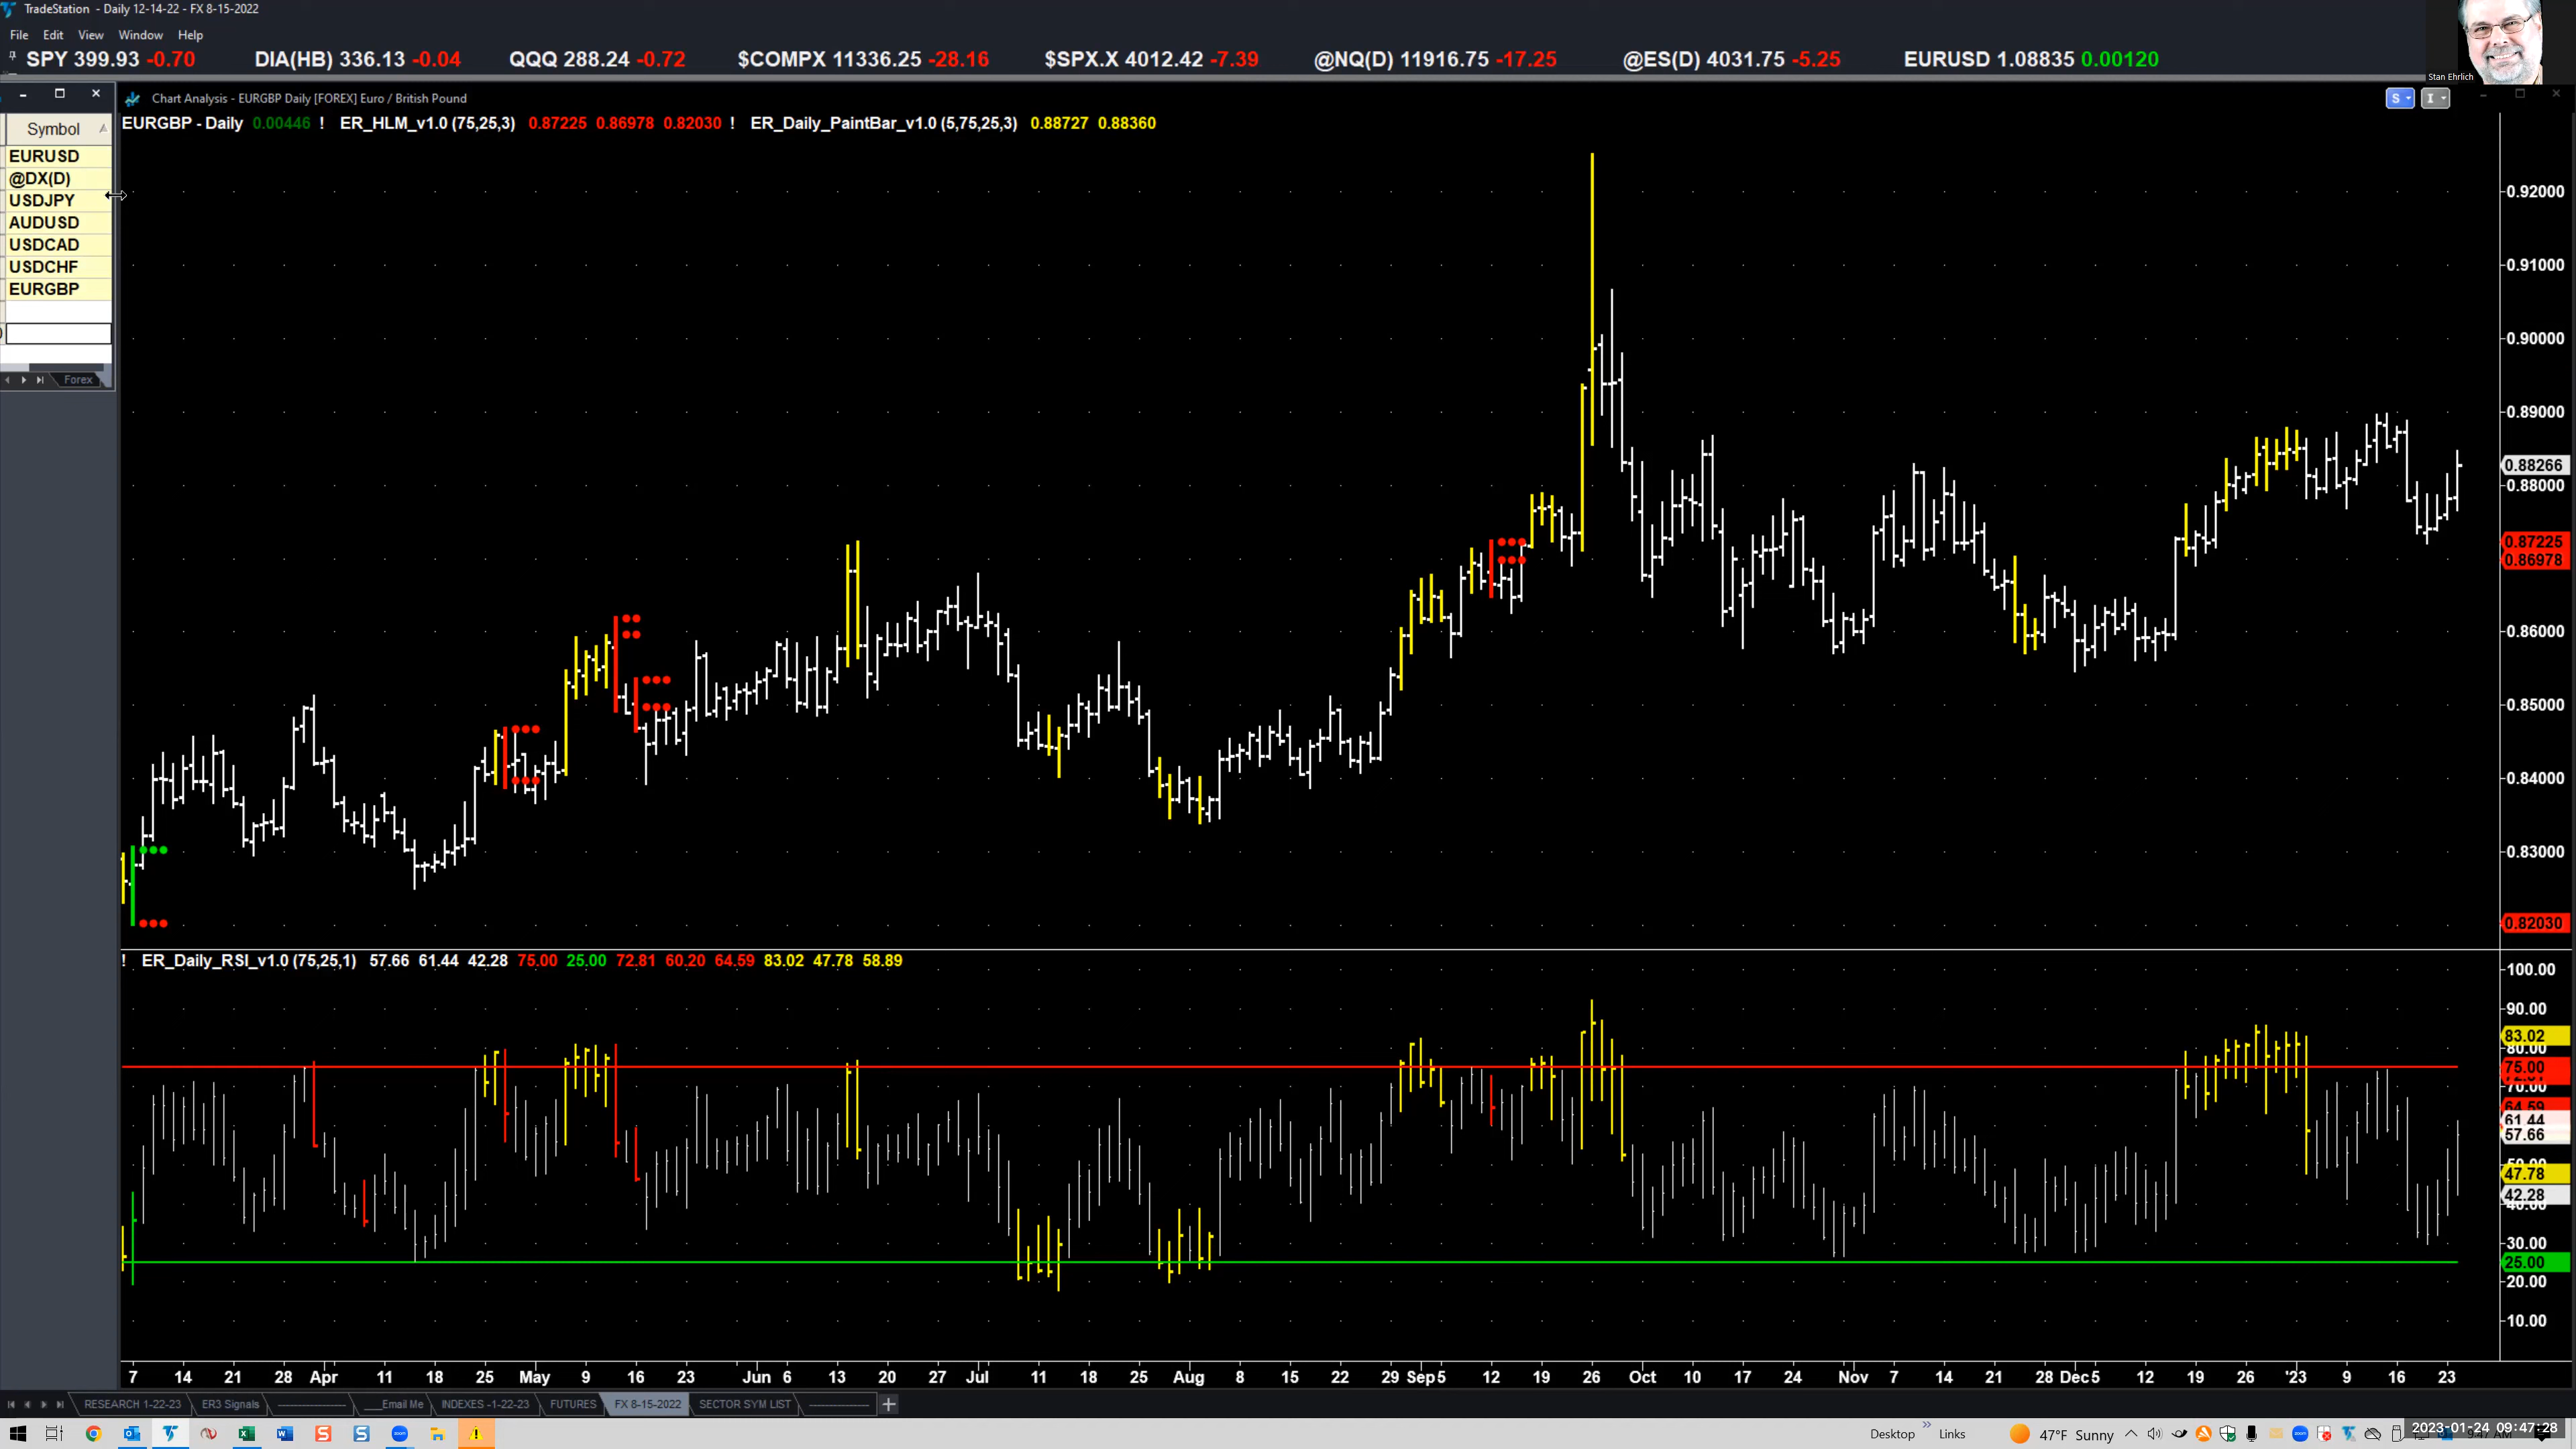 TradeStation - Daily 12-14-22 - FX 8-15-2022
File Edit View Window Help
SPY 399.93 -0.70 DIA(HB) 336.13 -0.04 QQQ 288.24 -0.72 $COMPX 11336.25 -28.16 $SPX.X 4012.42 -7.39 @NQ(D) 11916.75 -17.25 @ES(D) 4031.75 -5.25 EURUSD 1.08835 0.00120
Stan Ehrlich
Chart Analysis - EURGBP Daily [FOREX] Euro / British Pound
S I
EURGBP - Daily 0.00446 ! ER_HLM_v1.0 (75,25,3) 0.87225 0.86978 0.82030 ! ER_Daily_PaintBar_v1.0 (5,75,25,3) 0.88727 0.88360
Symbol
EURUSD
@DX(D)
USDJPY
AUDUSD
USDCAD
USDCHF
EURGBP
Forex
0.92000
0.91000
0.90000
0.89000
0.88266
0.88000
0.87225
0.86978
0.86000
0.85000
0.84000
0.83000
0.82030
! ER_Daily_RSI_v1.0 (75,25,1) 57.66 61.44 42.28 75.00 25.00 72.81 60.20 64.59 83.02 47.78 58.89
100.00
90.00
83.02
80.00
75.00
70.00
64.59
61.44
57.66
47.78
42.28
40.00
30.00
25.00
20.00
10.00
7 14 21 28 Apr 11 18 25 May 9 16 23 Jun 6 13 20 27 Jul 11 18 25 Aug 8 15 22 29 Sep 5 12 19 26 Oct 10 17 24 Nov 7 14 21 28 Dec 5 12 19 26 '23 9 16 23
RESEARCH 1-22-23 ER3 Signals ___Email Me INDEXES -1-22-23 FUTURES FX 8-15-2022 SECTOR SYM LIST
Desktop Links 47°F Sunny 2023-01-24 09:47:28